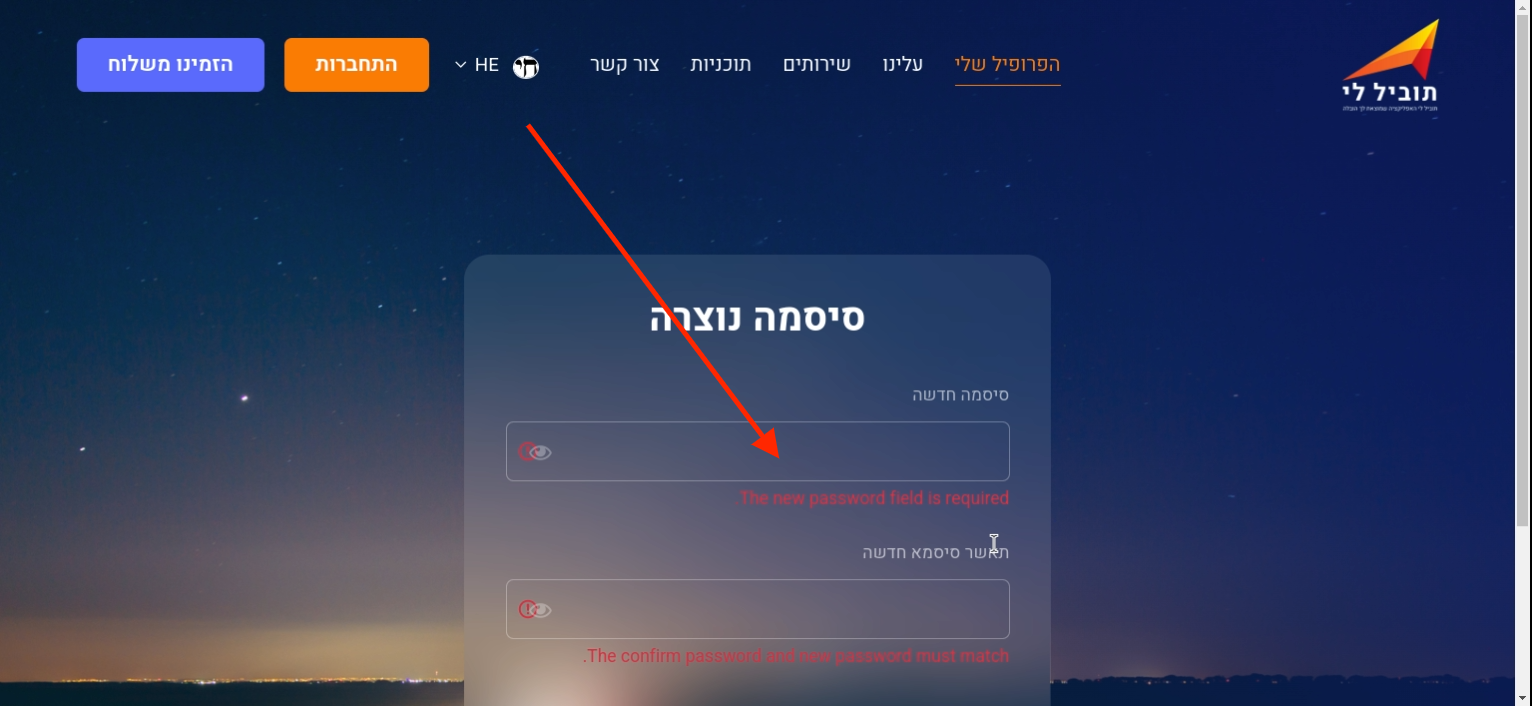 תוביל לי
הפרופיל שלי
עלינו
שירותים
תוכניות
צור קשר
HE
התחברות
הזמינו משלוח
סיסמה נוצרה
סיסמה חדשה
The new password field is required
תאשר סיסמא חדשה
The confirm password and new password must match.